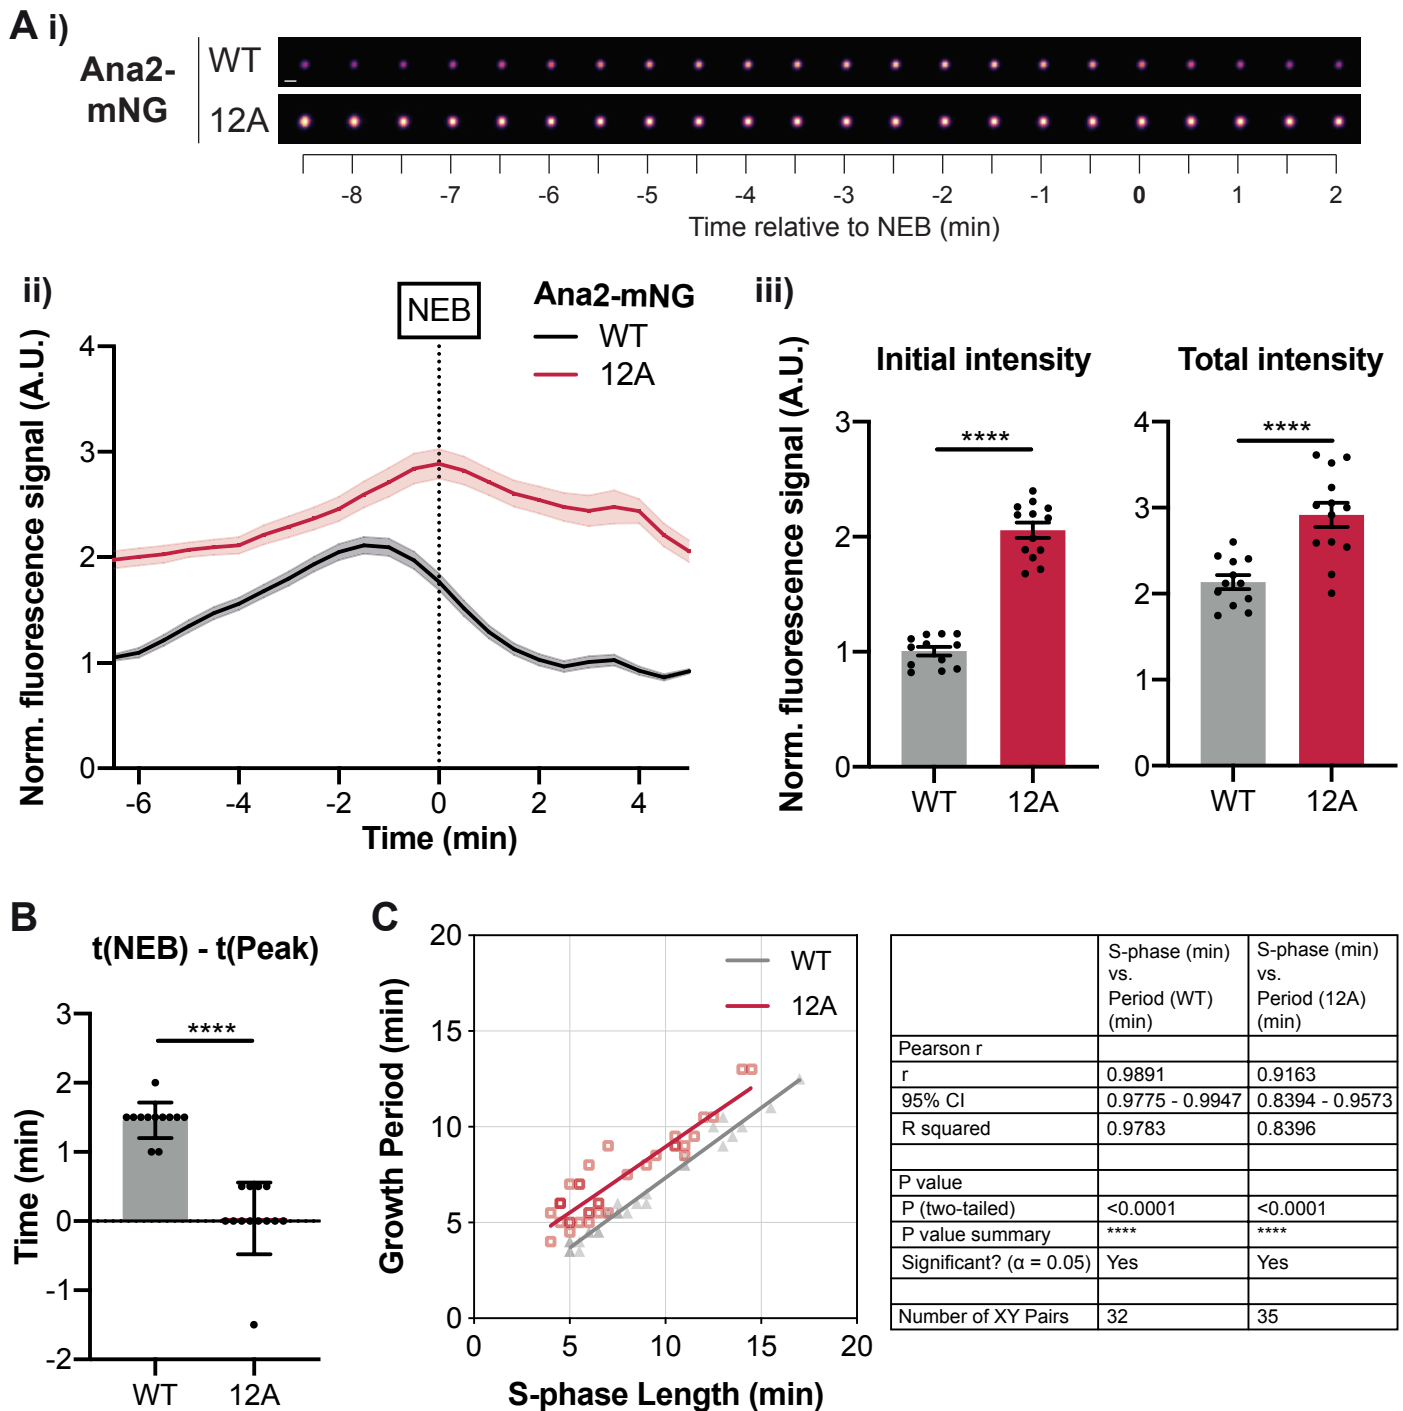 A i)
Ana2-
mNG
WT
12A
-8 -7 -6 -5 -4 -3 -2 -1 0 1 2
Time relative to NEB (min)
ii)
NEB
Ana2-mNG
WT
12A
Norm. fluorescence signal (A.U.)
4
3
2
1
0
-6 -4 -2 0 2 4
Time (min)
iii)
Initial intensity
Total intensity
Norm. fluorescence signal (A.U.)
3
2
1
0
****
WT 12A
4
3
2
1
0
****
WT 12A
B
t(NEB) - t(Peak)
Time (min)
3
2
1
0
-1
-2
****
WT 12A
C
Growth Period (min)
20
15
10
5
0
WT
12A
0 5 10 15 20
S-phase Length (min)
S-phase (min) S-phase (min)
vs. vs.
Period (WT) Period (12A)
(min) (min)
Pearson r
r 0.9891 0.9163
95% CI 0.9775 - 0.9947 0.8394 - 0.9573
R squared 0.9783 0.8396
P value
P (two-tailed) <0.0001 <0.0001
P value summary **** ****
Significant? (α = 0.05) Yes Yes
Number of XY Pairs 32 35